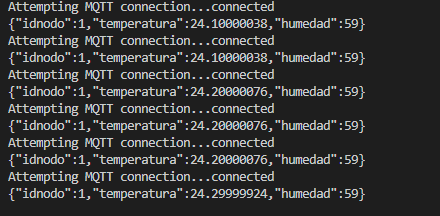 Attempting MQTT connection...connected
{"idnodo":1,"temperatura":24.10000038,"humedad":59}
Attempting MQTT connection...connected
{"idnodo":1,"temperatura":24.10000038,"humedad":59}
Attempting MQTT connection...connected
{"idnodo":1,"temperatura":24.20000076,"humedad":59}
Attempting MQTT connection...connected
{"idnodo":1,"temperatura":24.20000076,"humedad":59}
Attempting MQTT connection...connected
{"idnodo":1,"temperatura":24.20000076,"humedad":59}
Attempting MQTT connection...connected
{"idnodo":1,"temperatura":24.29999924,"humedad":59}